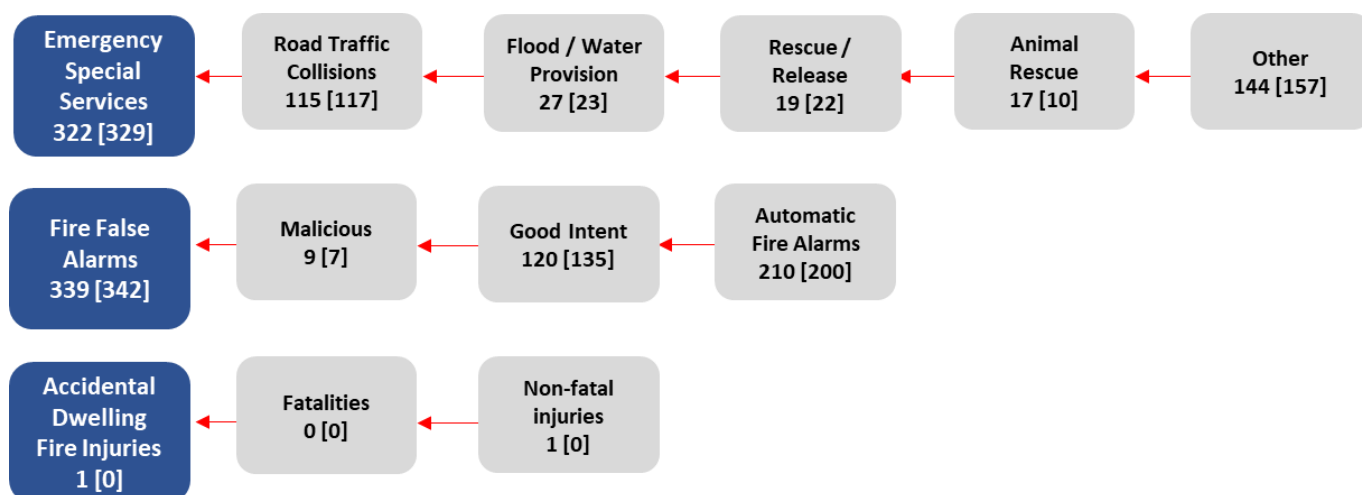 Emergency
Special
Services
322 [329]
Road Traffic
Collisions
115 [117]
Flood / Water
Provision
27 [23]
Rescue /
Release
19 [22]
Animal
Rescue
17 [10]
Other
144 [157]
Fire False
Alarms
339 [342]
Malicious
9 [7]
Good Intent
120 [135]
Automatic
Fire Alarms
210 [200]
Accidental
Dwelling
Fire Injuries
1 [0]
Fatalities
0 [0]
Non-fatal
injuries
1 [0]